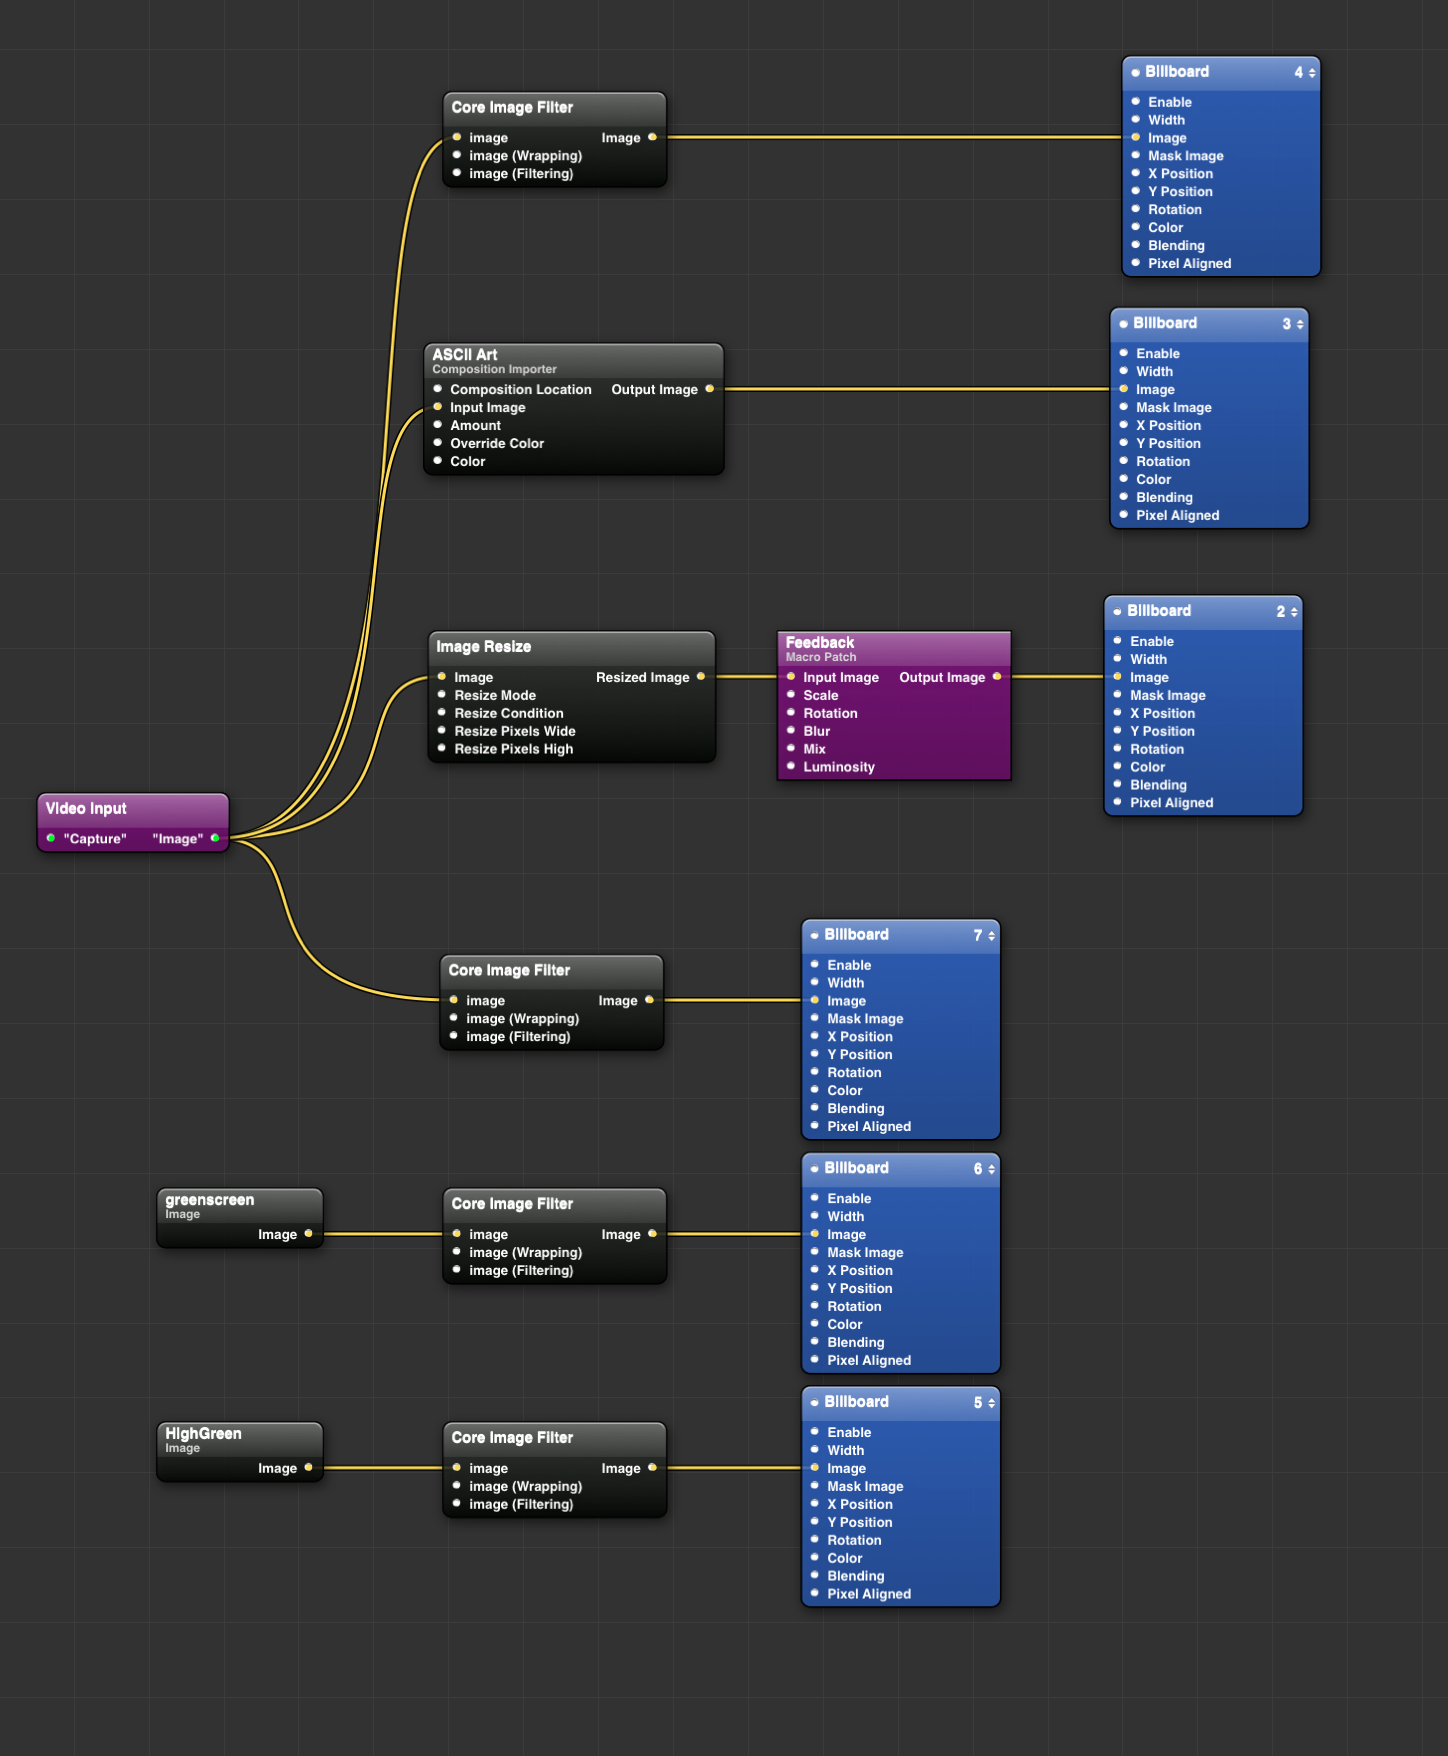 Billboard 4
Enable
Width
Image
Mask Image
X Position
Y Position
Rotation
Color
Blending
Pixel Aligned
Core Image Filter
image Image
image (Wrapping)
image (Filtering)
Billboard 3
Enable
Width
Image
Mask Image
X Position
Y Position
Rotation
Color
Blending
Pixel Aligned
ASCII Art
Composition Importer
Composition Location Output Image
Input Image
Amount
Override Color
Color
Billboard 2
Enable
Width
Image
Mask Image
X Position
Y Position
Rotation
Color
Blending
Pixel Aligned
Image Resize
Image Resized Image
Resize Mode
Resize Condition
Resize Pixels Wide
Resize Pixels High
Feedback
Macro Patch
Input Image Output Image
Scale
Rotation
Blur
Mix
Luminosity
Video Input
"Capture" "Image"
Billboard 7
Enable
Width
Image
Mask Image
X Position
Y Position
Rotation
Color
Blending
Pixel Aligned
Core Image Filter
image Image
image (Wrapping)
image (Filtering)
Billboard 6
Enable
Width
Image
Mask Image
X Position
Y Position
Rotation
Color
Blending
Pixel Aligned
greenscreen
Image
Image
Core Image Filter
image Image
image (Wrapping)
image (Filtering)
Billboard 5
Enable
Width
Image
Mask Image
X Position
Y Position
Rotation
Color
Blending
Pixel Aligned
HighGreen
Image
Image
Core Image Filter
image Image
image (Wrapping)
image (Filtering)